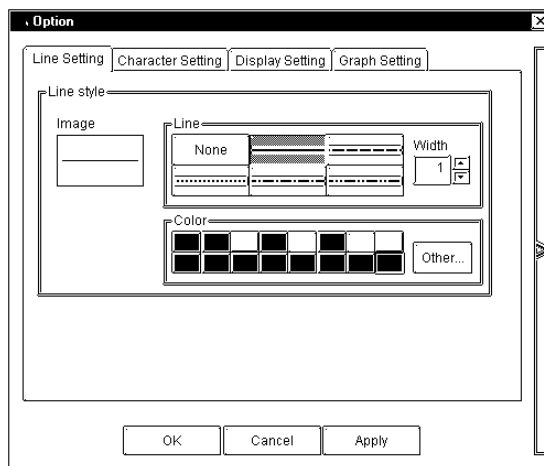 Option
Line Setting Character Setting Display Setting Graph Setting
Line style
Image
Line
None
Width
1
Color
Other...
OK Cancel Apply